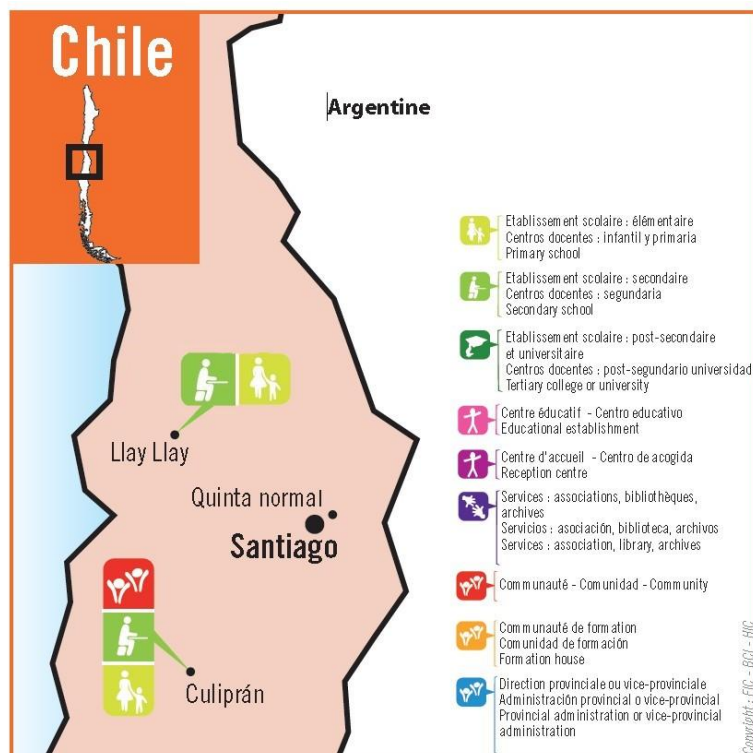 Chile
Argentine
Etablissement scolaire : élémentaire
Centros docentes : infantil y primaria
Primary school
Etablissement scolaire : secondaire
Centros docentes : segundaria
Secondary school
Etablissement scolaire : post-secondaire
et universitaire
Centros docentes : post-segundario universidad
Tertiary college or university
Centre éducatif - Centro educativo
Educational establishment
Centre d'accueil - Centro de acogida
Reception centre
Services : associations, bibliothèques,
archives
Servicios : asociación, biblioteca, archivos
Services : association, library, archives
Communauté - Comunidad - Community
Communauté de formation
Comunidad de formación
Formation house
Direction provinciale ou vice-provinciale
Administración provincial o vice-provincial
Provincial administration or vice-provincial
administration
Llay Llay
Quinta normal
Santiago
Culiprán
Copyright : FIC - BCI - HIC